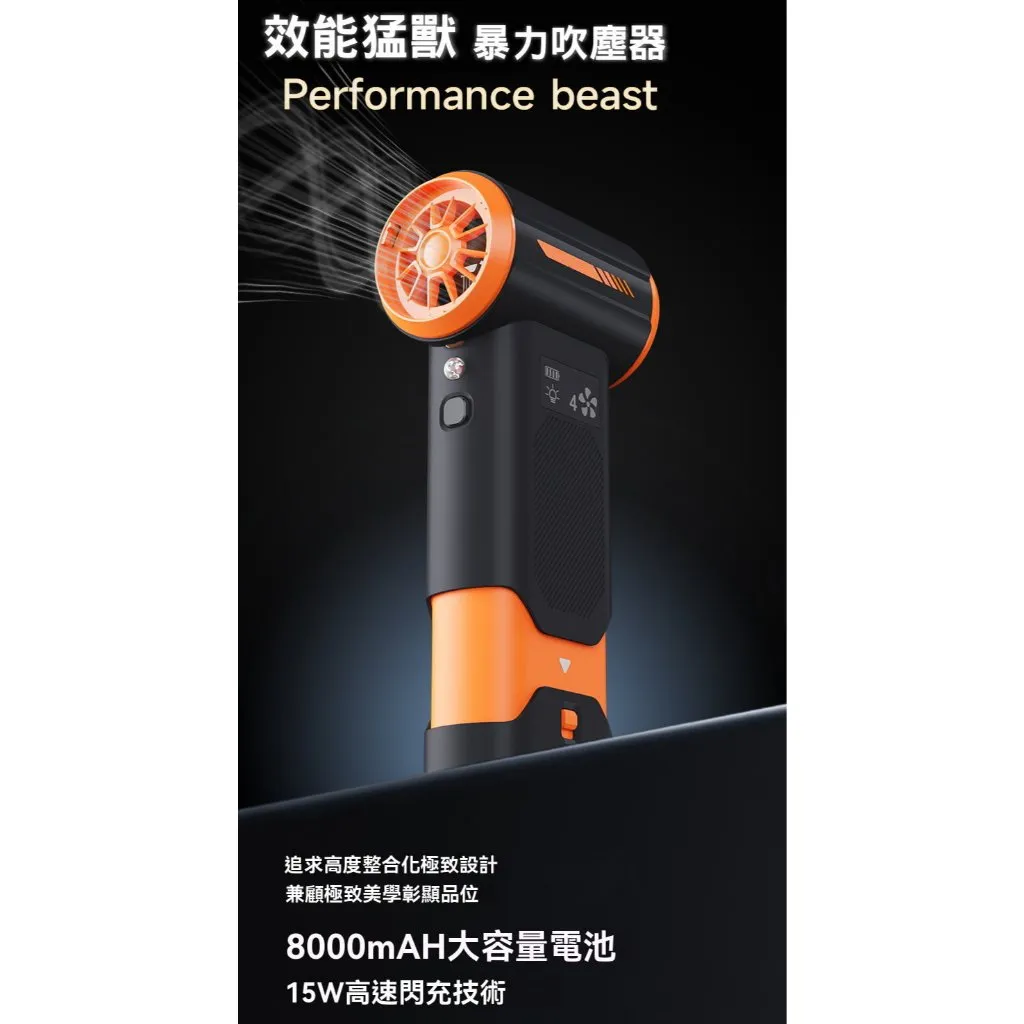 效能猛獸 暴力吹塵器
Performance beast
4
追求高度整合化極致設計
兼顧極致美學彰顯品位
8000mAH大容量電池
15W高速閃充技術